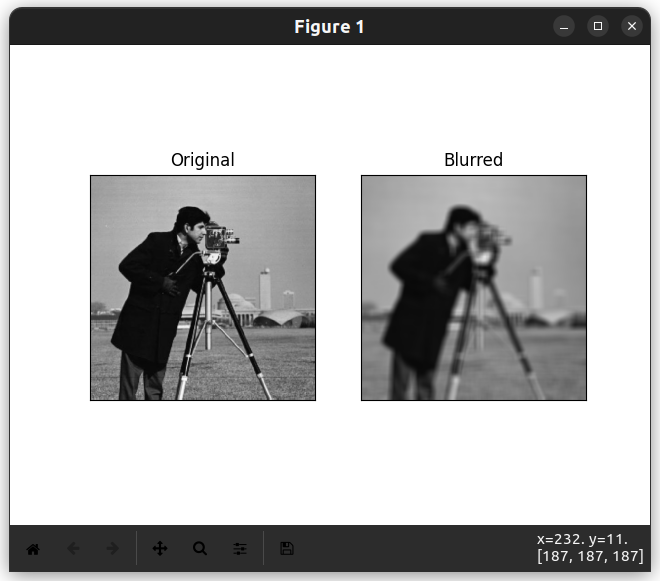 Figure 1
Original
Blurred
x=232. y=11.
[187, 187, 187]